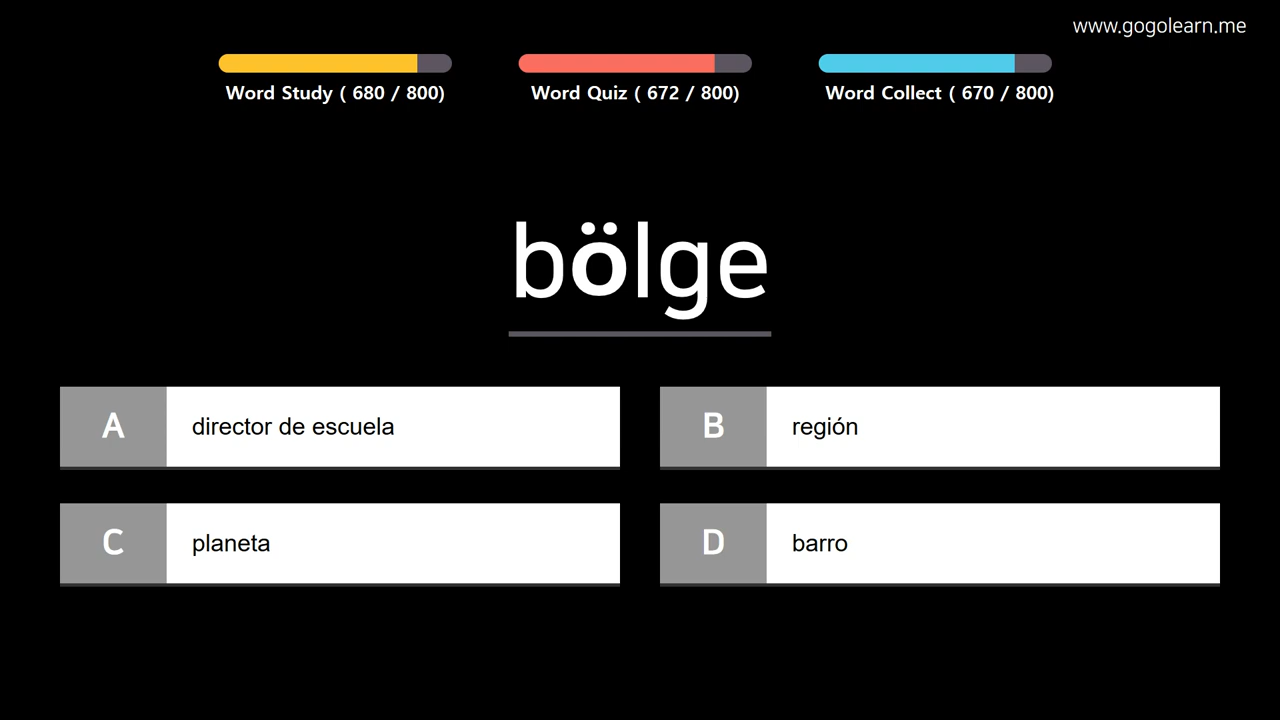 www.gogolearn.me
Word Study ( 680 / 800)
Word Quiz ( 672 / 800)
Word Collect ( 670 / 800)
bölge
A director de escuela
B región
C planeta
D barro